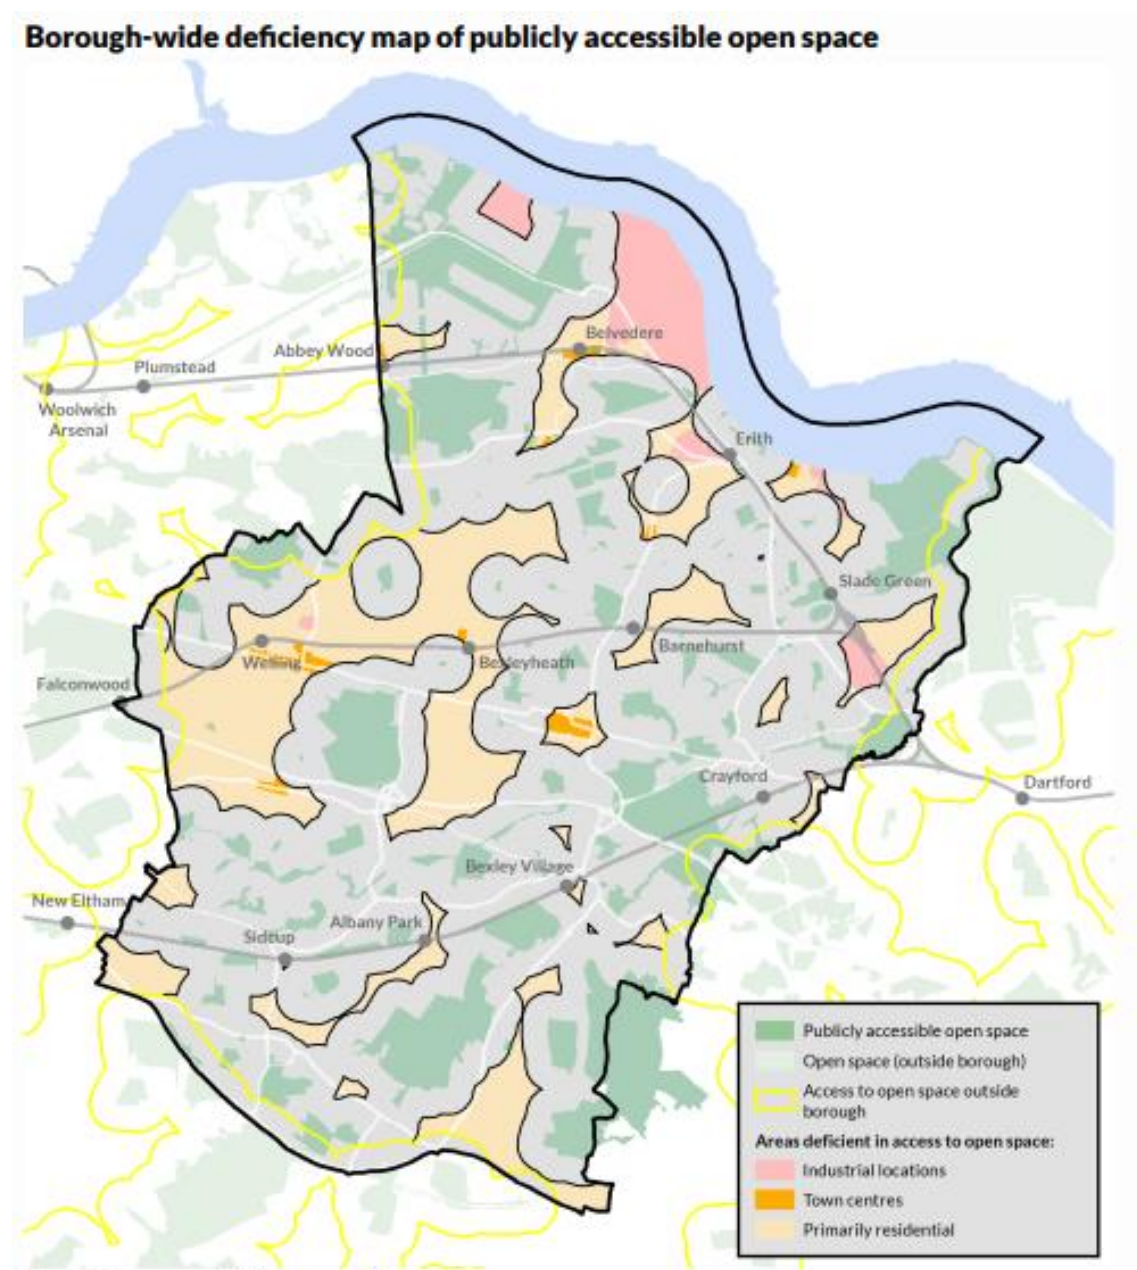 Borough-wide deficiency map of publicly accessible open space
Belvedere
Abbey Wood
Plumstead
Woolwich
Arsenal
Erith
Slade Green
Barnehurst
Welling
Bexleyheath
Falconwood
Crayford
Dartford
Bexley Village
New Eltham
Albany Park
Sidcup
Publicly accessible open space
Open space (outside borough)
Access to open space outside
borough
Areas deficient in access to open space:
Industrial locations
Town centres
Primarily residential